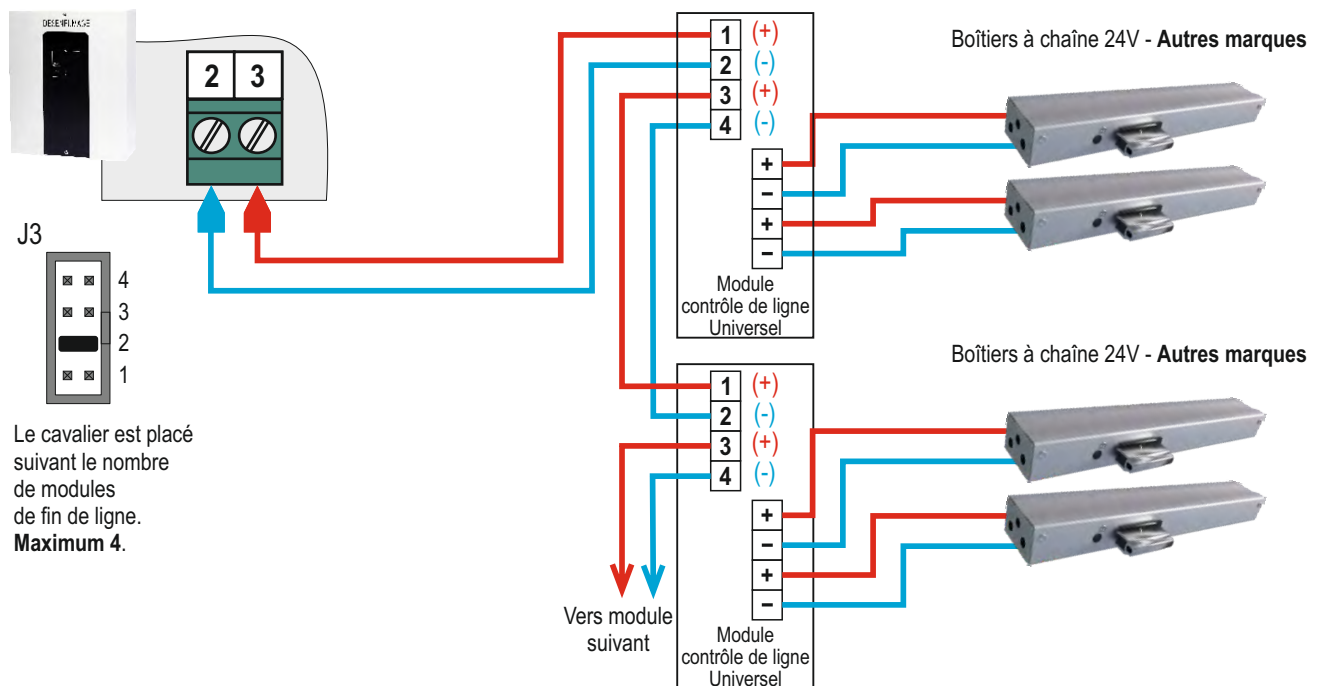 DESENFUMAGE
2 3
J3
4
3
2
1
Le cavalier est placé
suivant le nombre
de modules
de fin de ligne.
Maximum 4.
1 (+)
2 (-)
3 (+)
4 (-)
+
−
+
−
Module
contrôle de ligne
Universel
Boîtiers à chaîne 24V - Autres marques
1 (+)
2 (-)
3 (+)
4 (-)
+
−
+
−
Vers module
suivant
Module
contrôle de ligne
Universel
Boîtiers à chaîne 24V - Autres marques